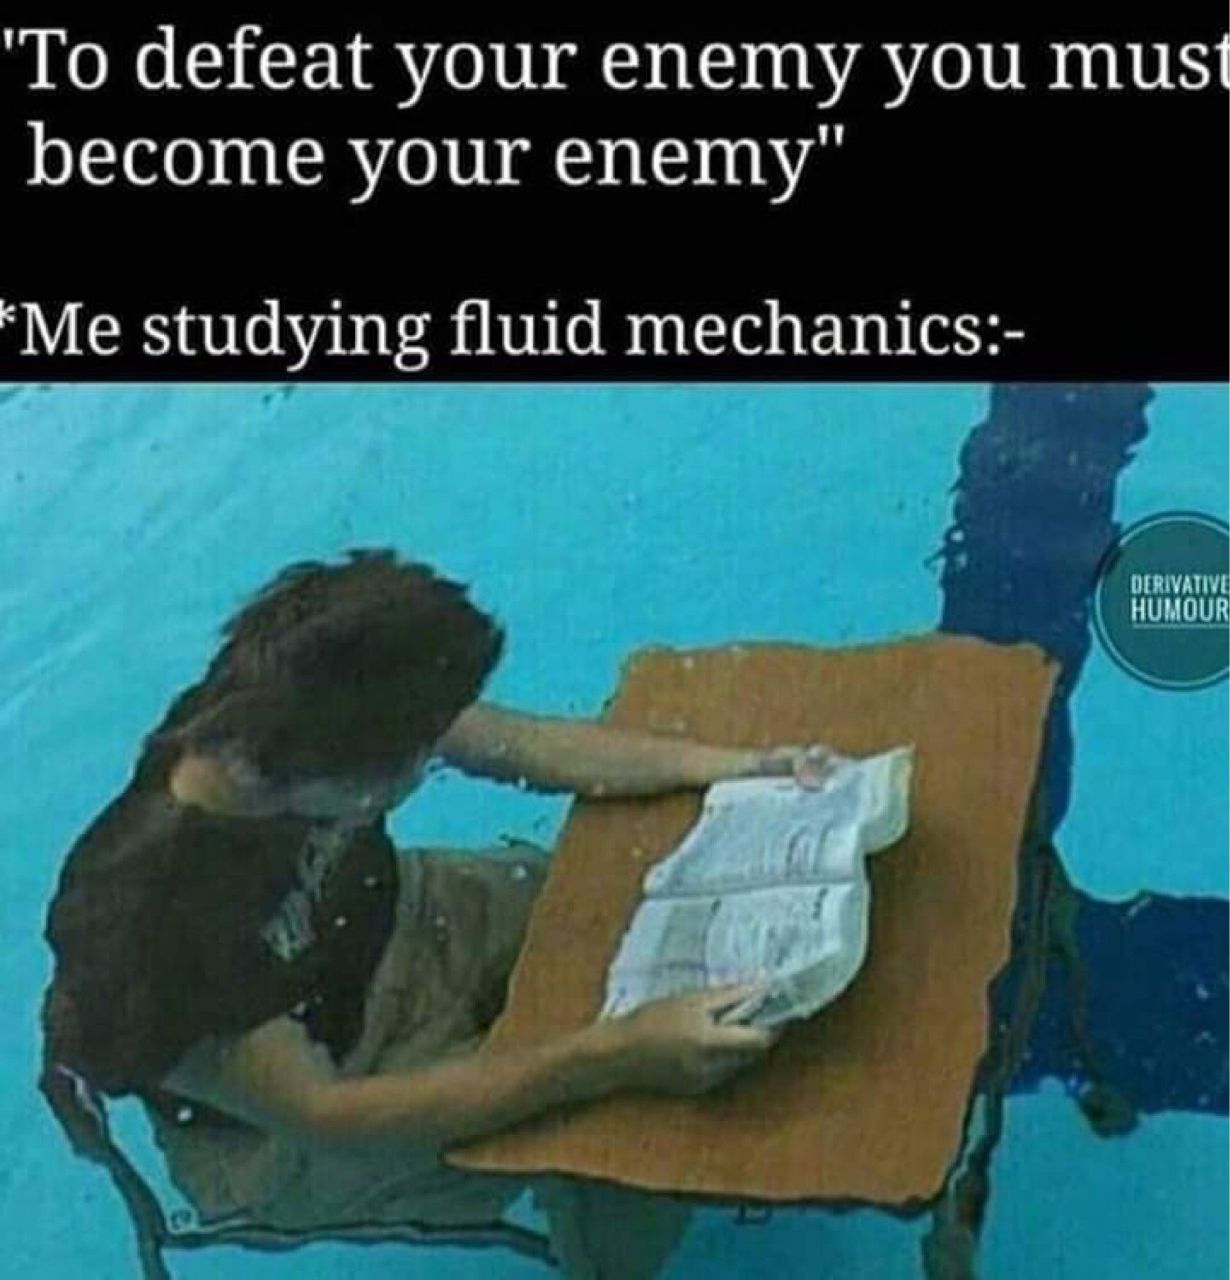 "To defeat your enemy you must
become your enemy"
*Me studying fluid mechanics:-
DERIVATIVE
HUMOUR